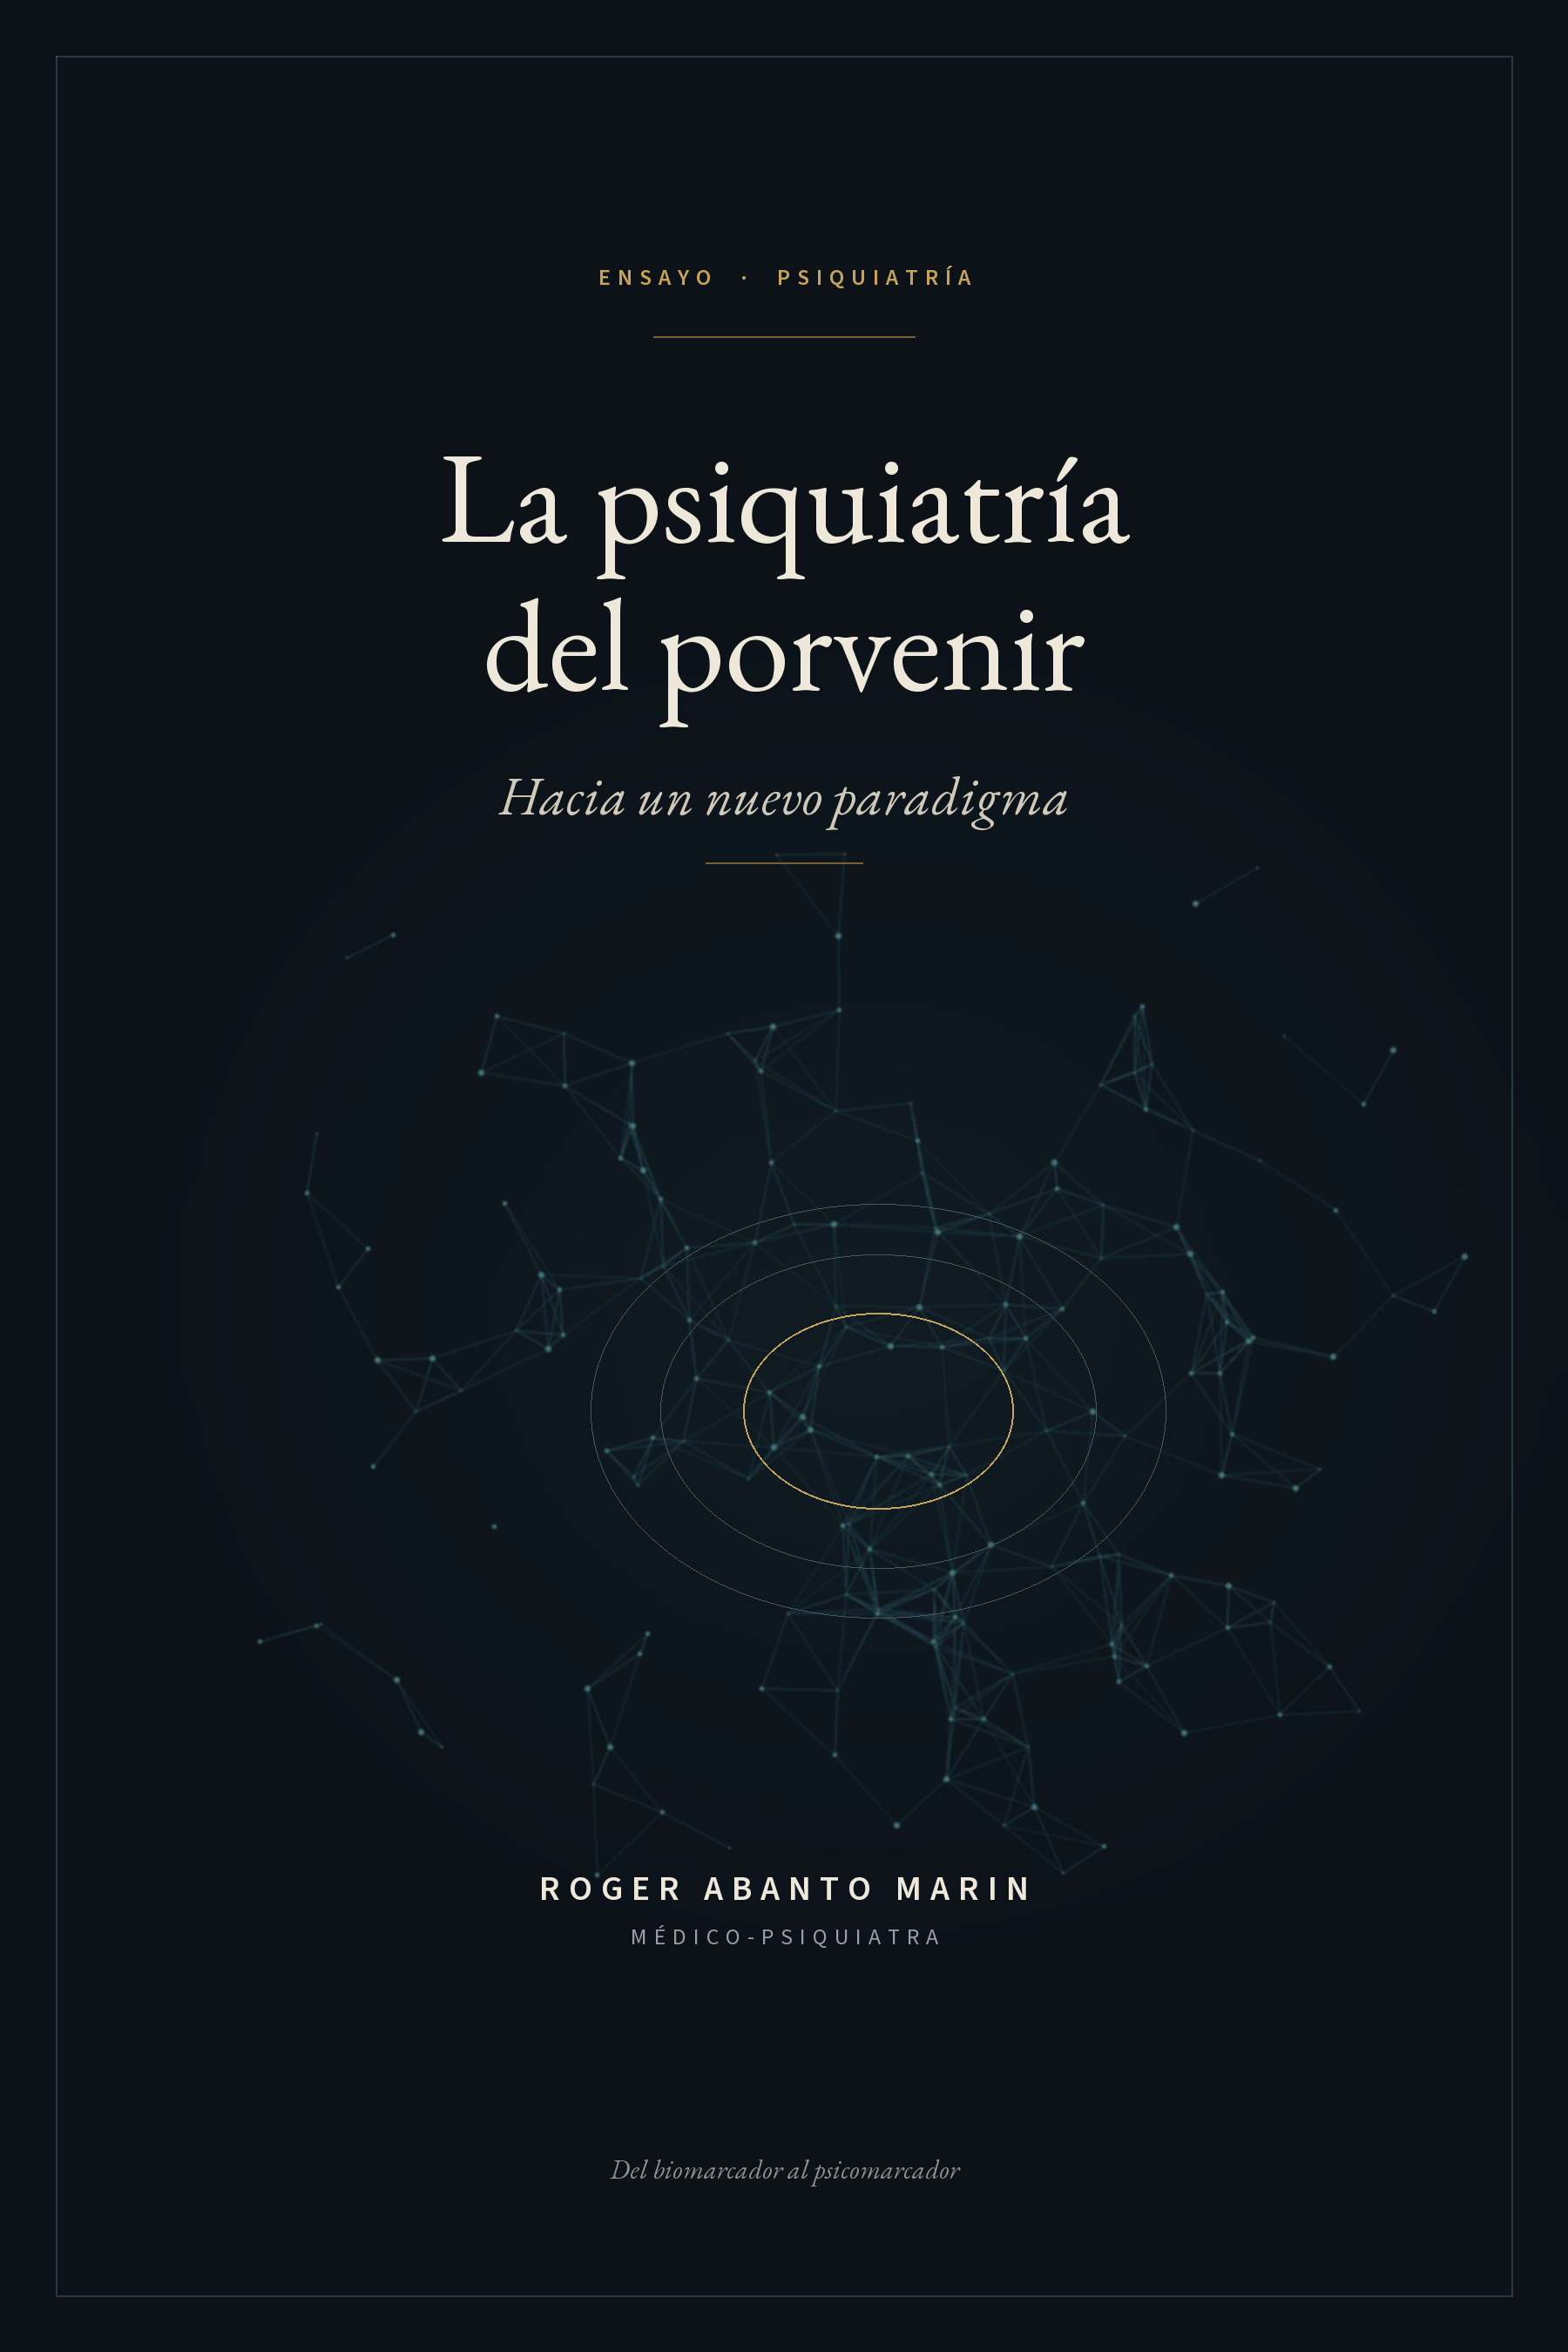 ENSAYO · PSIQUIATRÍA
La psiquiatría
del porvenir
Hacia un nuevo paradigma
ROGER ABANTO MARIN
MÉDICO-PSIQUIATRA
Del biomarcador al psicomarcador